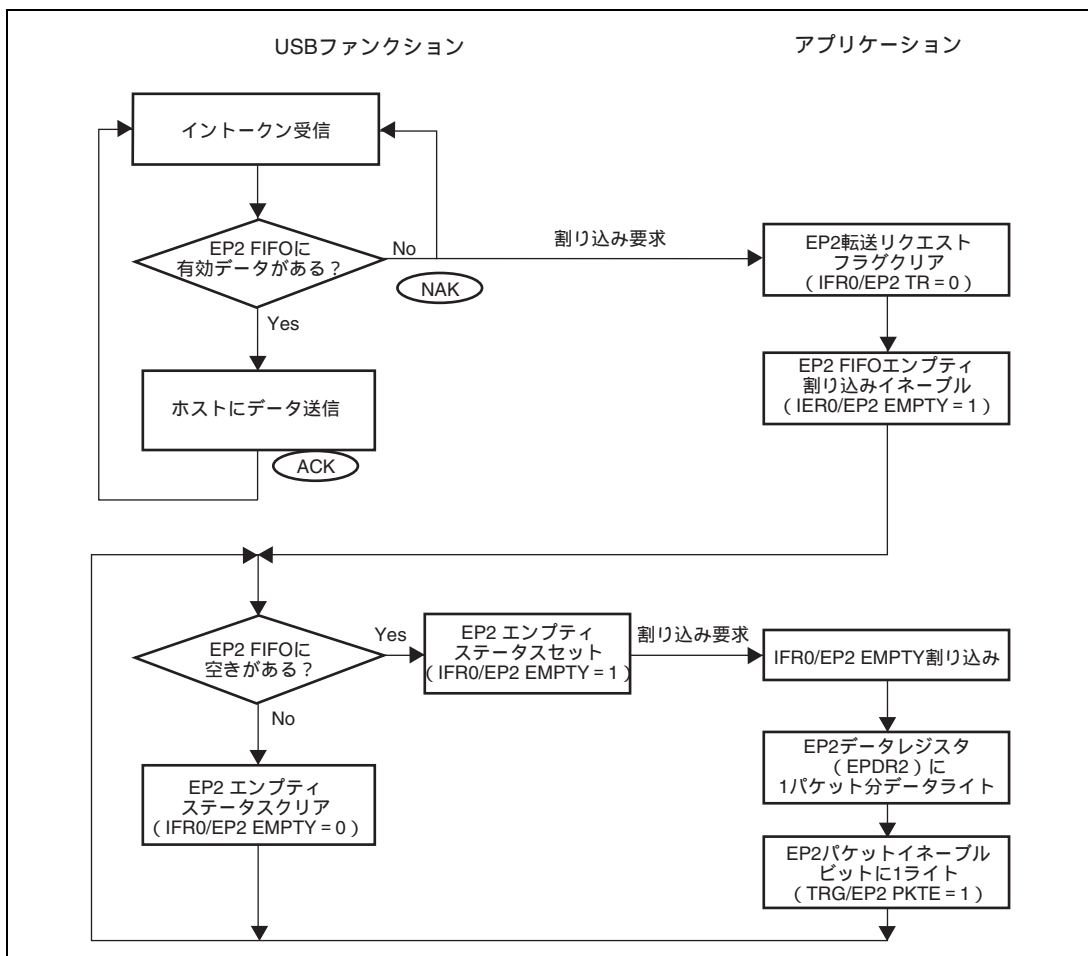 USBファンクション
アプリケーション
イントークン受信
EP2 FIFOに
有効データがある？
No
NAK
割り込み要求
EP2転送リクエスト
フラグクリア
（IFR0/EP2 TR = 0）
Yes
ホストにデータ送信
ACK
EP2 FIFOエンプティ
割り込みイネーブル
（IER0/EP2 EMPTY = 1）
EP2 FIFOに
空きがある？
Yes
EP2 エンプティ
ステータスセット
（IFR0/EP2 EMPTY = 1）
割り込み要求
IFR0/EP2 EMPTY割り込み
No
EP2 エンプティ
ステータスクリア
（IFR0/EP2 EMPTY = 0）
EP2データレジスタ
（EPDR2）に
1パケット分データライト
EP2パケットイネーブル
ビットに1ライト
（TRG/EP2 PKTE = 1）